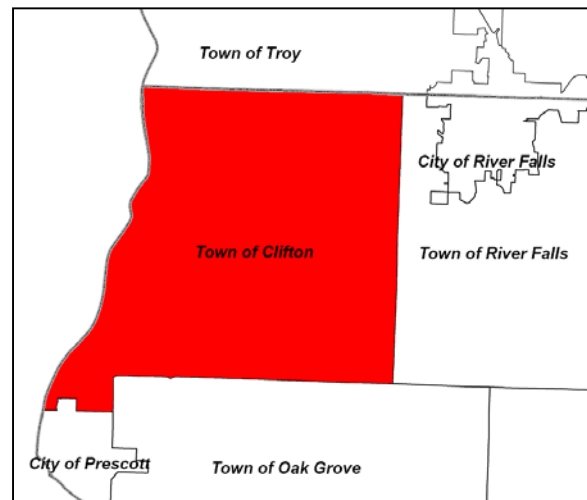 Town of Troy
City of River Falls
Town of Clifton
Town of River Falls
City of Prescott
Town of Oak Grove